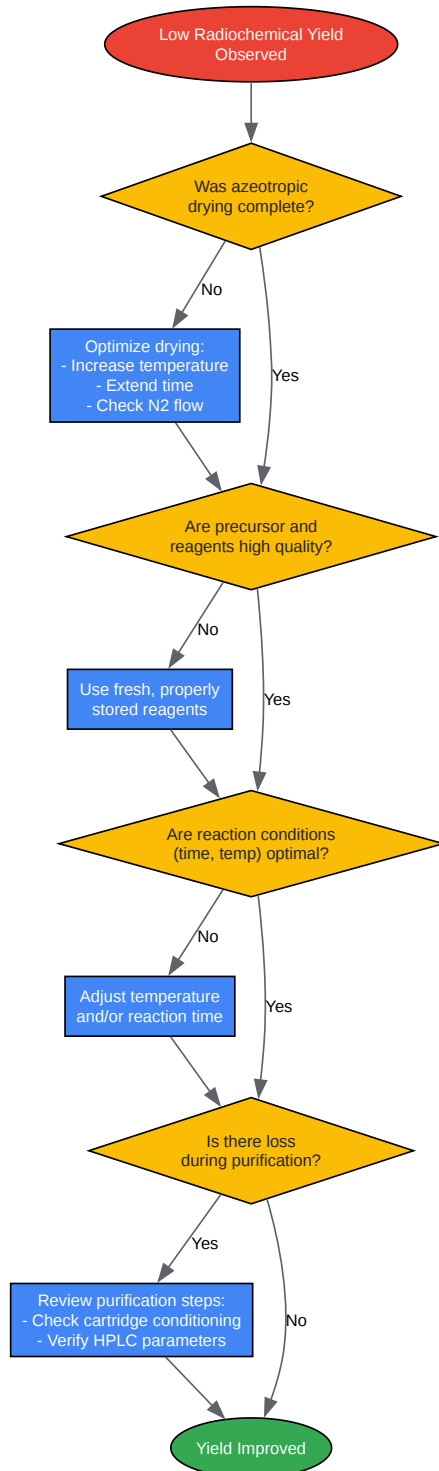 Low Radiochemical Yield
Observed
Was azeotropic
drying complete?
No
Yes
Optimize drying:
- Increase temperature
- Extend time
- Check N2 flow
Are precursor and
reagents high quality?
No
Yes
Use fresh, properly
stored reagents
Are reaction conditions
(time, temp) optimal?
No
Yes
Adjust temperature
and/or reaction time
Is there loss
during purification?
Yes
No
Review purification steps:
- Check cartridge conditioning
- Verify HPLC parameters
Yield Improved